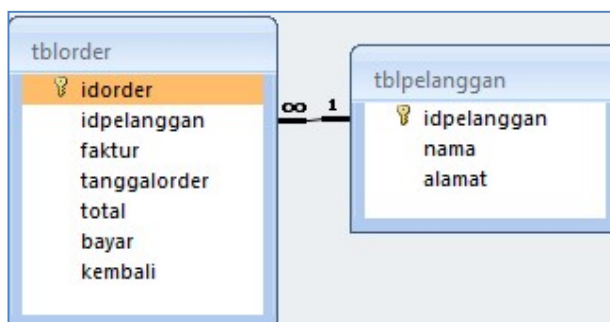 tblorder
idorder
idpelanggan
faktur
tanggalorder
total
bayar
kembali
∞ 1
tblpelanggan
idpelanggan
nama
alamat